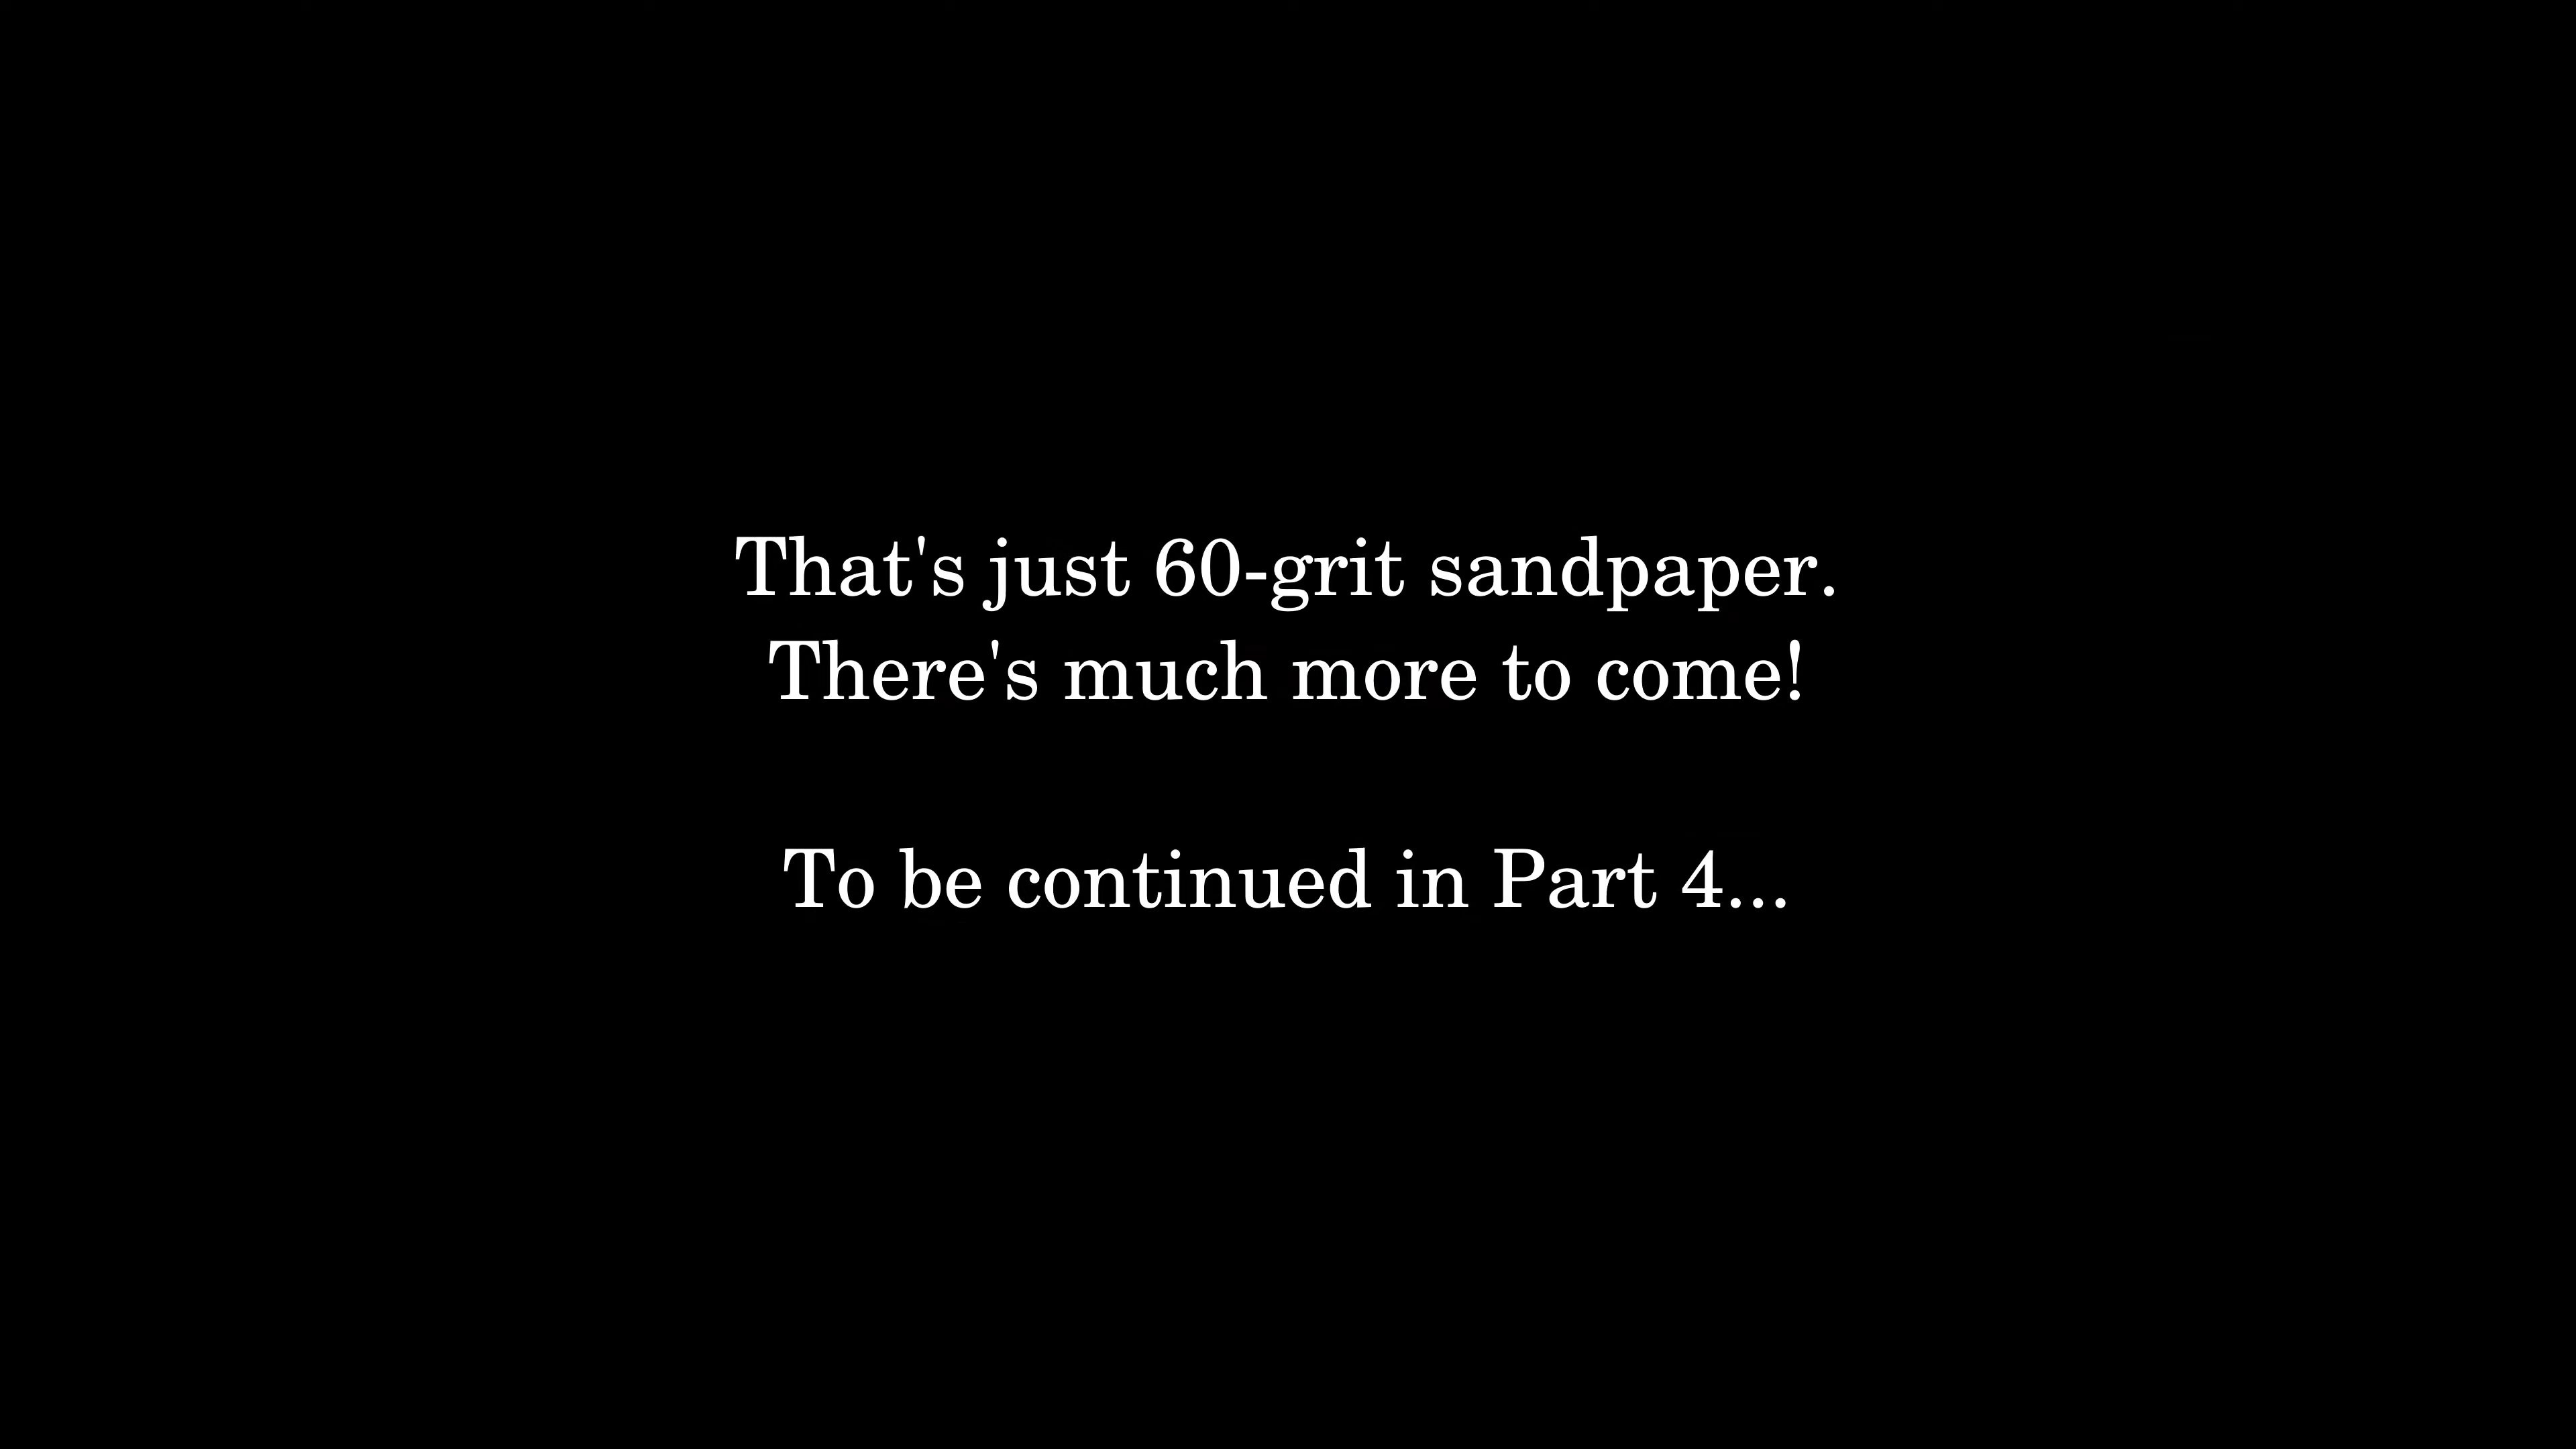 That's just 60-grit sandpaper.
There's much more to come!
To be continued in Part 4...